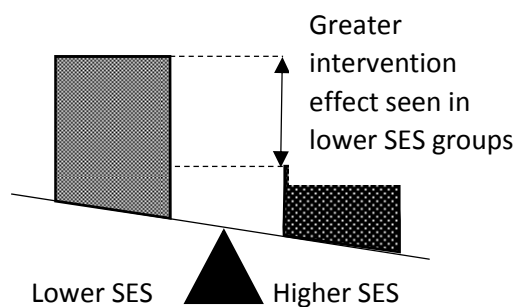 Greater
intervention
effect seen in
lower SES groups
Lower SES
Higher SES